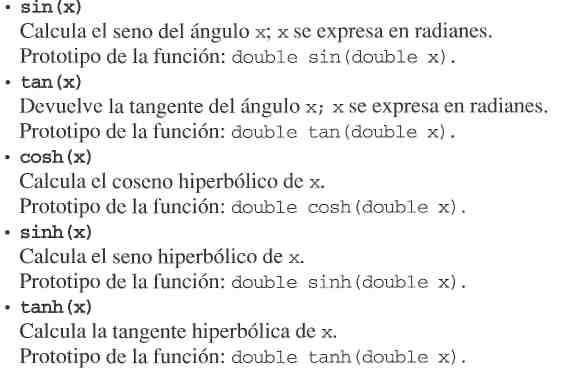 • sin(x)
Calcula el seno del ángulo x; x se expresa en radianes.
Prototipo de la función: double sin(double x).
• tan(x)
Devuelve la tangente del ángulo x; x se expresa en radianes.
Prototipo de la función: double tan(double x).
• cosh(x)
Calcula el coseno hiperbólico de x.
Prototipo de la función: double cosh(double x).
• sinh(x)
Calcula el seno hiperbólico de x.
Prototipo de la función: double sinh(double x).
• tanh(x)
Calcula la tangente hiperbólica de x.
Prototipo de la función: double tanh(double x).